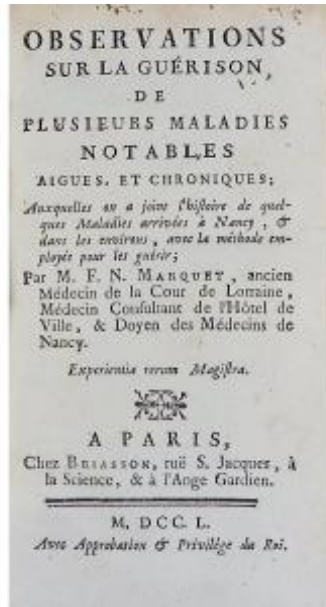 OBSERVATIONS
SUR LA GUÉRISON,
DE
PLUSIEURS MALADIES
NOTABLES
AIGUES, ET CHRONIQUES;
Auxquelles on a joint l'histoire de quel-
ques Maladies arrivées à Nancy, &
dans les environs, avec la méthode em-
ployée pour les guérir;
Par M. F. N. MARQUET, ancien
Médecin de la Cour de Lorraine,
Médecin Consultant de l'Hôtel de
Ville, & Doyen des Médecins de
Nancy.
Experientia rerum Magistra.
A PARIS,
Chez BRIASSON, ruë S. Jacques, à
la Science, & à l'Ange Gardien.
M. DCC. L.
Avec Approbation & Privilége du Roi.